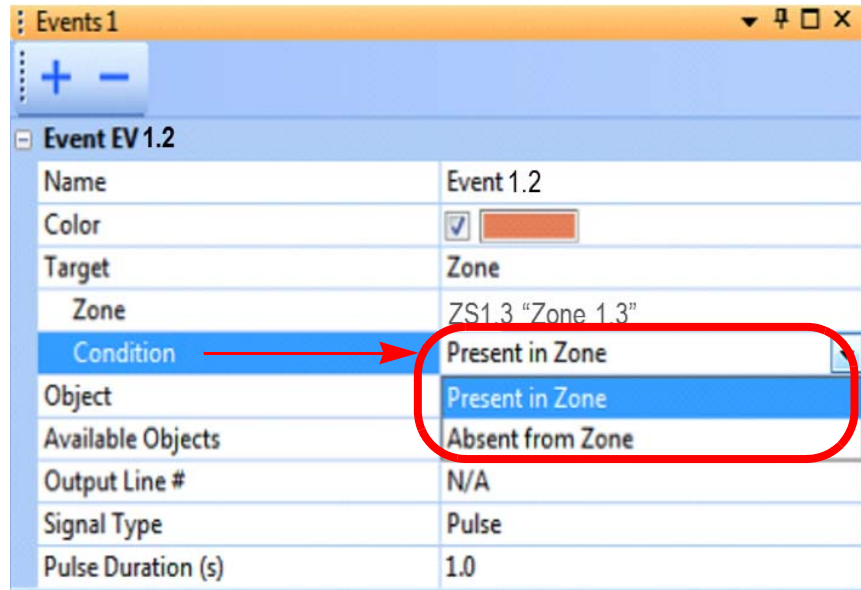 Events 1
Event EV 1.2
Name Event 1.2
Color
Target Zone
Zone ZS1.3 “Zone 1.3”
Condition Present in Zone
Object Present in Zone
Available Objects Absent from Zone
Output Line # N/A
Signal Type Pulse
Pulse Duration (s) 1.0